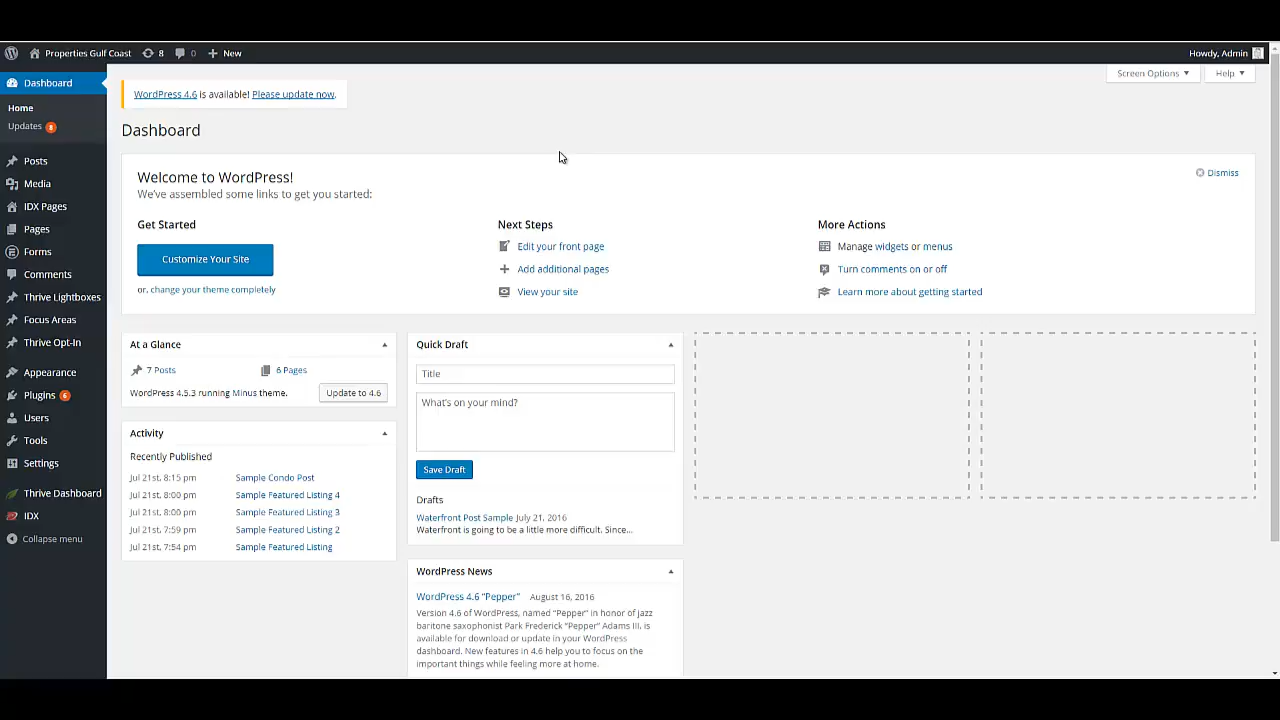 Properties Gulf Coast 8 0 New Howdy, Admin
Screen Options Help
Dashboard
Home
Updates 8
Posts
Media
IDX Pages
Pages
Forms
Comments
Thrive Lightboxes
Focus Areas
Thrive Opt-In
Appearance
Plugins 6
Users
Tools
Settings
Thrive Dashboard
IDX
Collapse menu
WordPress 4.6 is available! Please update now.
Dashboard
Welcome to WordPress!
Dismiss
We've assembled some links to get you started:
Get Started
Customize Your Site
or, change your theme completely
Next Steps
Edit your front page
Add additional pages
View your site
More Actions
Manage widgets or menus
Turn comments on or off
Learn more about getting started
At a Glance
7 Posts 6 Pages
WordPress 4.5.3 running Minus theme. Update to 4.6
Activity
Recently Published
Jul 21st, 8:15 pm Sample Condo Post
Jul 21st, 8:00 pm Sample Featured Listing 4
Jul 21st, 8:00 pm Sample Featured Listing 3
Jul 21st, 7:59 pm Sample Featured Listing 2
Jul 21st, 7:54 pm Sample Featured Listing
Quick Draft
Title
What's on your mind?
Save Draft
Drafts
Waterfront Post Sample July 21, 2016
Waterfront is going to be a little more difficult. Since...
WordPress News
WordPress 4.6 "Pepper" August 16, 2016
Version 4.6 of WordPress, named "Pepper" in honor of jazz
baritone saxophonist Park Frederick "Pepper" Adams III, is
available for download or update in your WordPress
dashboard. New features in 4.6 help you to focus on the
important things while feeling more at home.